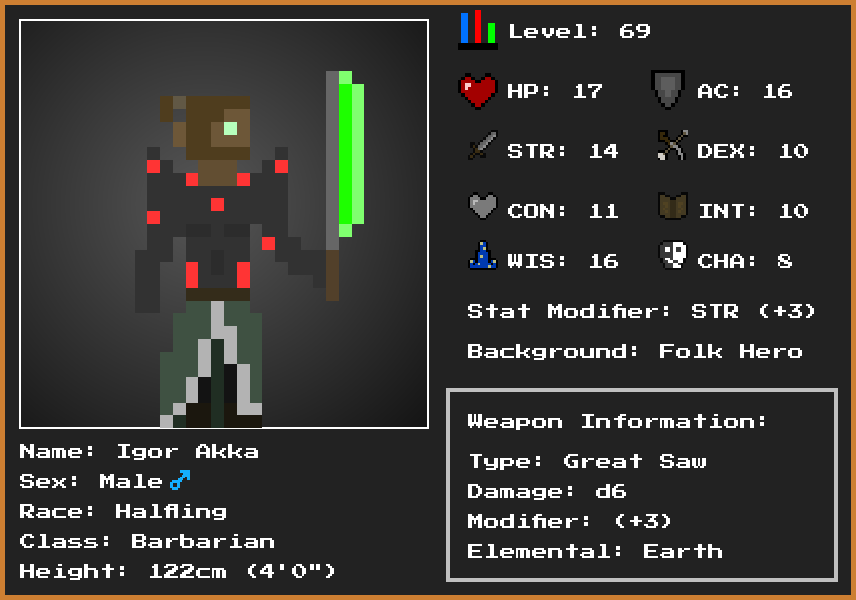 Level: 69
HP: 17
AC: 16
STR: 14
DEX: 10
CON: 11
INT: 10
WIS: 16
CHA: 8
Stat Modifier: STR (+3)
Background: Folk Hero
Weapon Information:
Type: Great Saw
Damage: d6
Modifier: (+3)
Elemental: Earth
Name: Igor Akka
Sex: Male♂
Race: Halfling
Class: Barbarian
Height: 122cm (4'0")